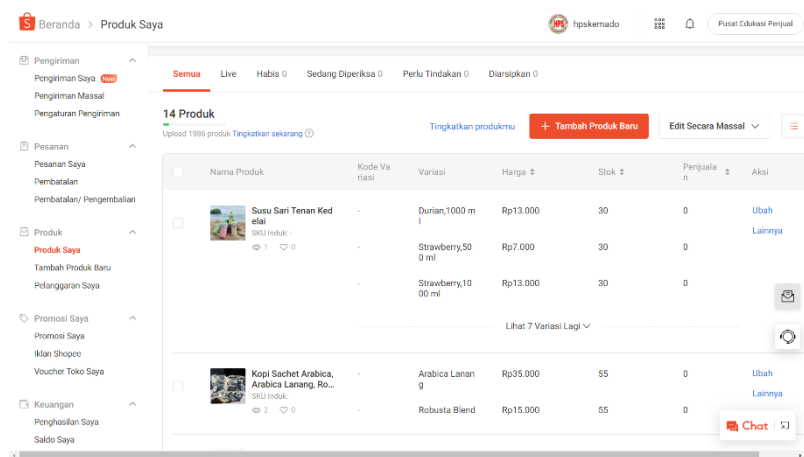 Beranda > Produk Saya
hpskemado
Pusat Edukasi Penjual
Pengiriman
Pengiriman Saya New
Pengiriman Massal
Pengaturan Pengiriman
Pesanan
Pesanan Saya
Pembatalan
Pembatalan/ Pengembalian
Produk
Produk Saya
Tambah Produk Baru
Pelanggaran Saya
Promosi Saya
Promosi Saya
Iklan Shopee
Voucher Toko Saya
Keuangan
Penghasilan Saya
Saldo Saya
Semua Live Habis 0 Sedang Diperiksa 0 Perlu Tindakan 0 Diarsipkan 0
14 Produk
Upload 1986 produk Tingkatkan sekarang
Tingkatkan produkmu
+ Tambah Produk Baru
Edit Secara Massal
Nama Produk
Kode Va
riasi
Variasi
Harga
Stok
Penjuala
n
Aksi
Susu Sari Tenan Ked
elai
SKU Induk: -
1 0
- Durian,1000 m
l
Rp13.000 30 0
Ubah
Lainnya
- Strawberry,50
0 ml
Rp7.000 30 0
- Strawberry,10
00 ml
Rp13.000 30 0
Lihat 7 Variasi Lagi
Kopi Sachet Arabica,
Arabica Lanang, Ro...
SKU Induk: -
2 0
- Arabica Lanan
g
Rp35.000 55 0
Ubah
Lainnya
- Robusta Blend Rp15.000 55 0
Chat